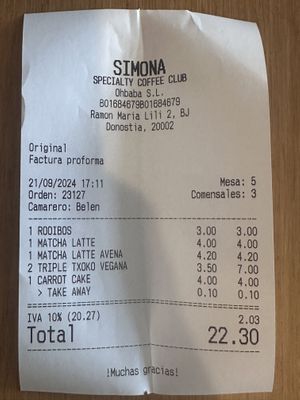 SIMONA
SPECIALTY COFFEE CLUB
Ohbaba S.L.
B01684679B01684679
Ramon Maria Lili 2, BJ
Donostia, 20002
Original
Factura proforma
21/09/2024 17:11 Mesa: 5
Orden: 23127 Comensales: 3
Camarero: Belen
1 ROOIBOS 3.00 3.00
1 MATCHA LATTE 4.00 4.00
1 MATCHA LATTE AVENA 4.20 4.20
2 TRIPLE TXOKO VEGANA 3.50 7.00
1 CARROT CAKE 4.00 4.00
> TAKE AWAY 0.10 0.10
IVA 10% (20.27) 2.03
Total 22.30
¡Muchas gracias!